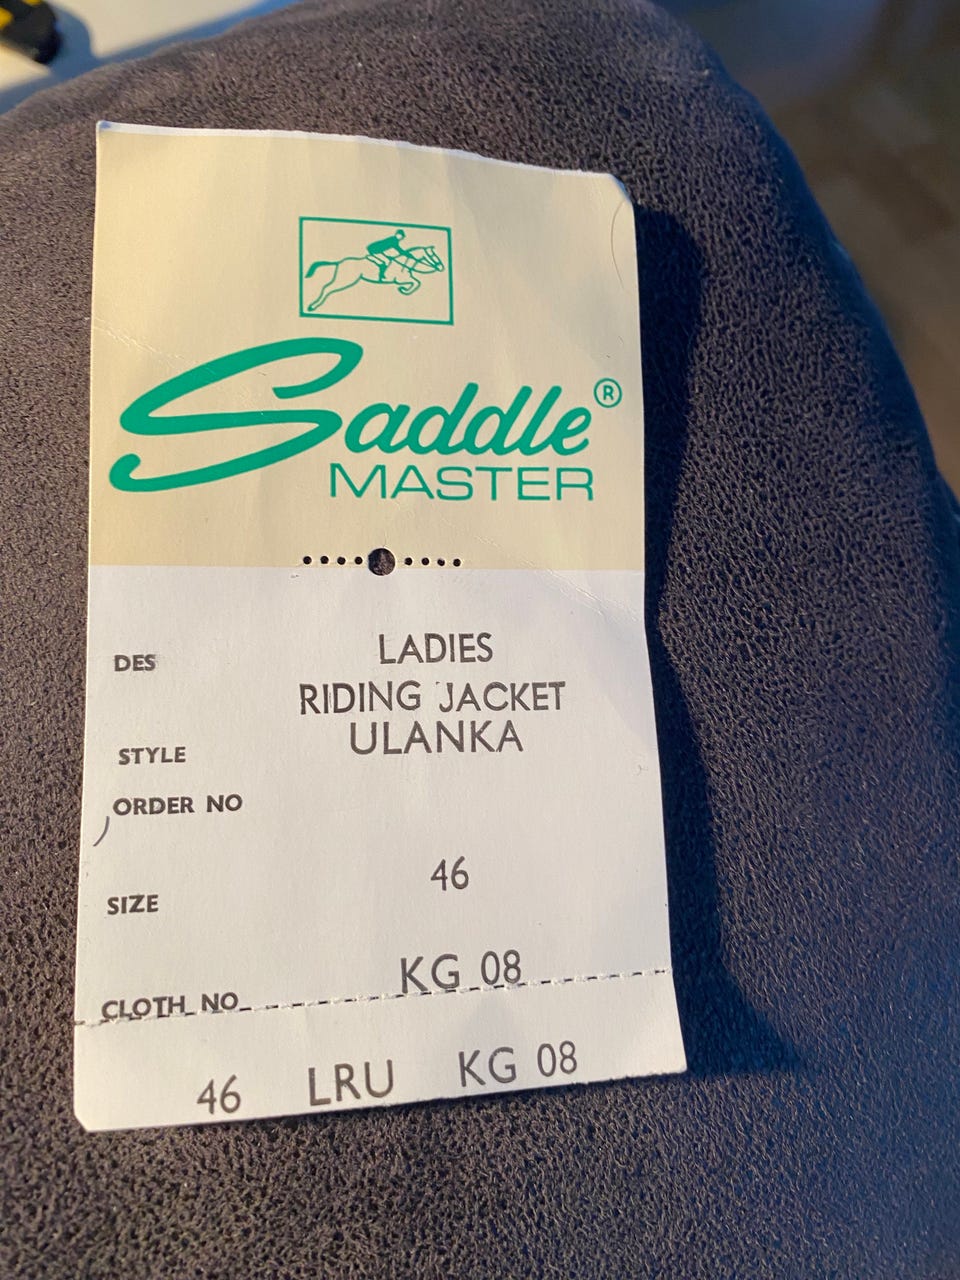 Saddle®
MASTER
DES LADIES
RIDING JACKET
STYLE ULANKA
ORDER NO
SIZE 46
CLOTH NO KG 08
46 LRU KG 08